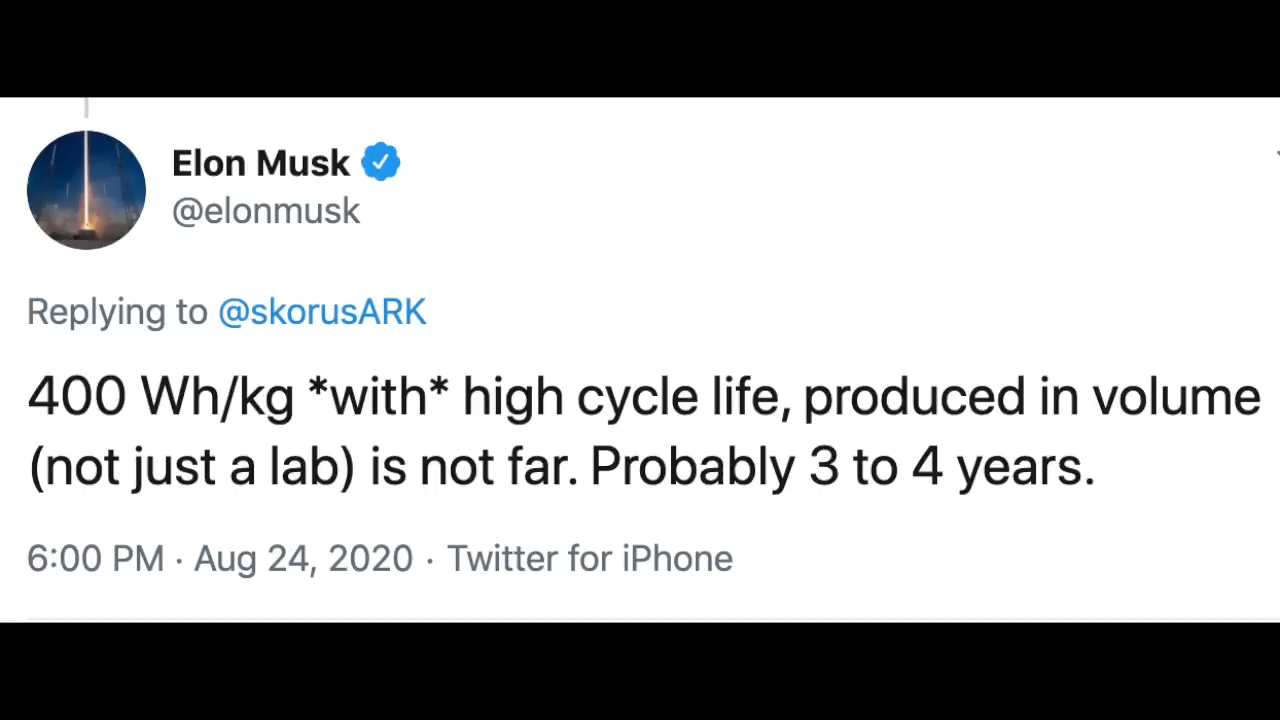 Elon Musk
@elonmusk
Replying to @skorusARK
400 Wh/kg *with* high cycle life, produced in volume
(not just a lab) is not far. Probably 3 to 4 years.
6:00 PM · Aug 24, 2020 · Twitter for iPhone